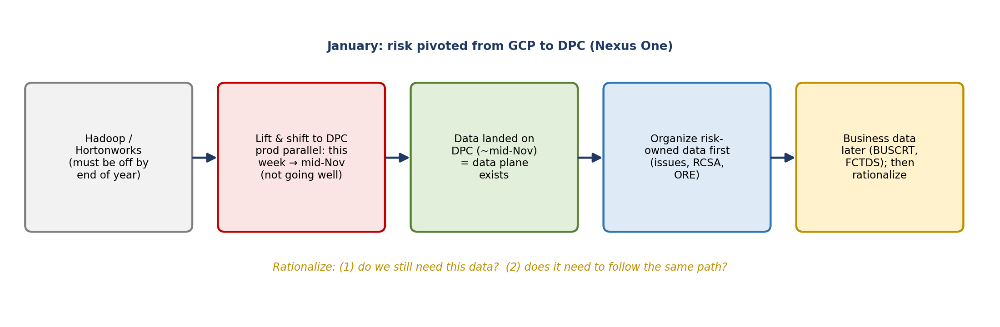 January: risk pivoted from GCP to DPC (Nexus One)
Hadoop /
Hortonworks
(must be off by
end of year)
Lift & shift to DPC
prod parallel: this
week → mid-Nov
(not going well)
Data landed on
DPC (~mid-Nov)
= data plane
exists
Organize risk-
owned data first
(issues, RCSA,
ORE)
Business data
later (BUSCRT,
FCTDS); then
rationalize
Rationalize: (1) do we still need this data?  (2) does it need to follow the same path?